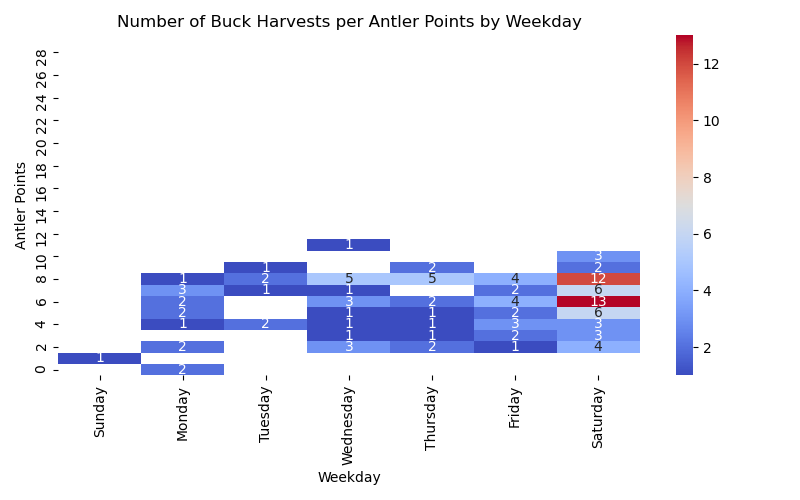 Number of Buck Harvests per Antler Points by Weekday
Antler Points
28
26
24
22
20
18
16
14
12 1
10 3
1 2 2
8 1 2 5 5 4 12
3 1 1 2 6
6 2 3 2 4 13
2 1 1 2 6
4 1 2 1 1 3 3
1 1 2 3
2 2 3 2 1 4
1
0 2
Sunday Monday Tuesday Wednesday Thursday Friday Saturday
Weekday
12
10
8
6
4
2